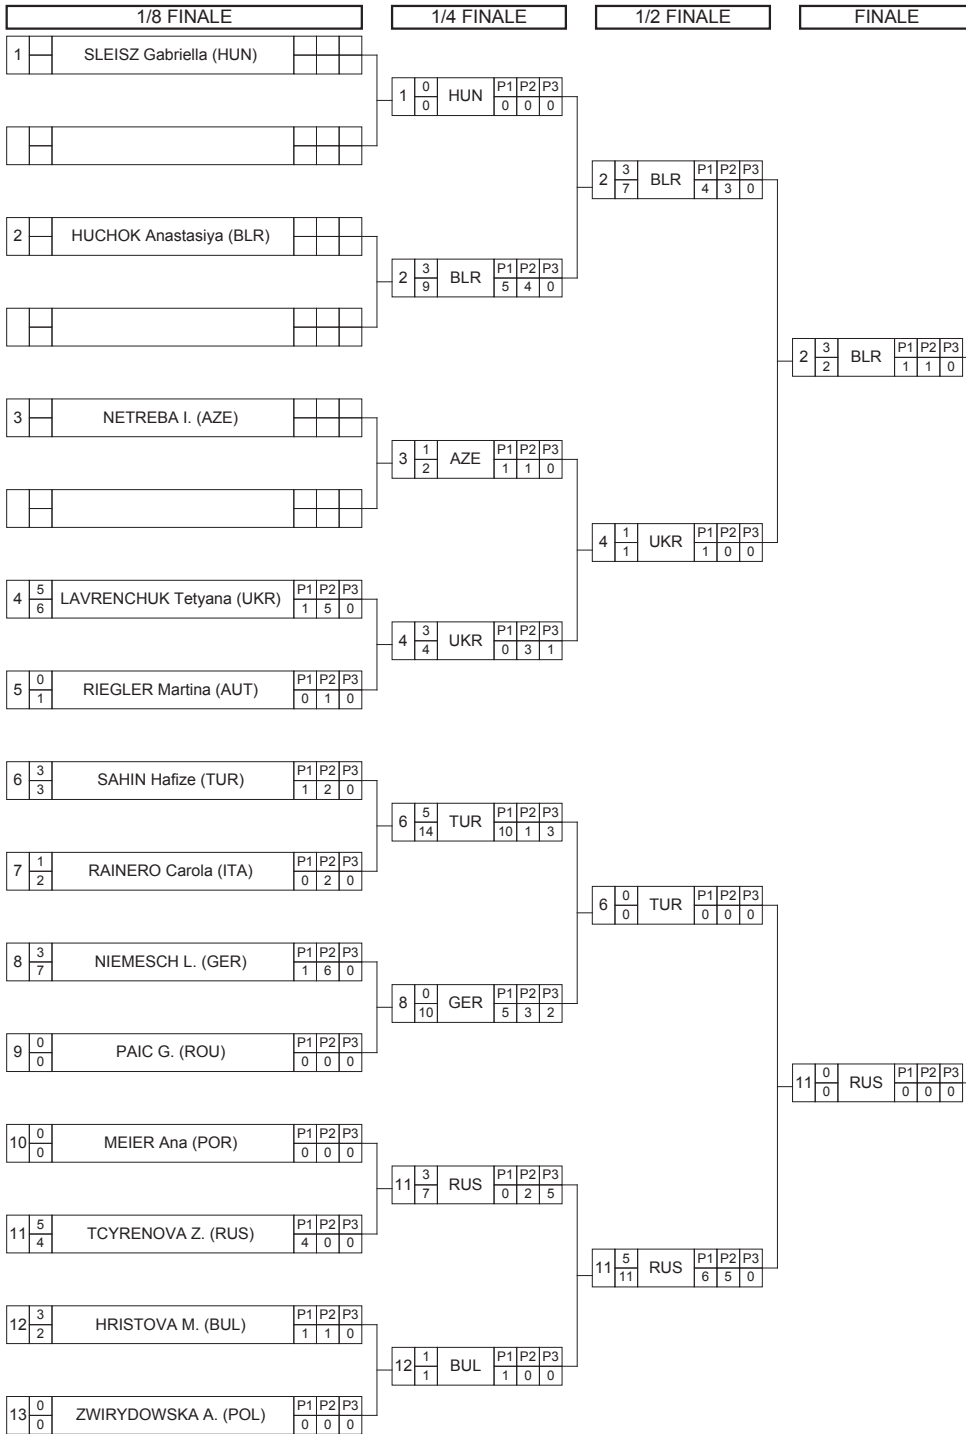 1/8 FINALE 1/4 FINALE 1/2 FINALE FINALE
1 SLEISZ Gabriella (HUN)
1 0 HUN P1 P2 P3
0 0 0 0
2 3 BLR P1 P2 P3
7 4 3 0
2 HUCHOK Anastasiya (BLR)
2 3 BLR P1 P2 P3
9 5 4 0
2 3 BLR P1 P2 P3
2 1 1 0
3 NETREBA I. (AZE)
3 1 AZE P1 P2 P3
2 1 1 0
4 1 UKR P1 P2 P3
1 1 0 0
4 5 LAVRENCHUK Tetyana (UKR) P1 P2 P3
6 1 5 0
4 3 UKR P1 P2 P3
4 0 3 1
5 0 RIEGLER Martina (AUT) P1 P2 P3
1 0 1 0
6 3 SAHIN Hafize (TUR) P1 P2 P3
3 1 2 0
6 5 TUR P1 P2 P3
14 10 1 3
7 1 RAINERO Carola (ITA) P1 P2 P3
2 0 2 0
6 0 TUR P1 P2 P3
0 0 0 0
8 3 NIEMESCH L. (GER) P1 P2 P3
7 1 6 0
8 0 GER P1 P2 P3
10 5 3 2
9 0 PAIC G. (ROU) P1 P2 P3
0 0 0 0
11 0 RUS P1 P2 P3
0 0 0 0
10 0 MEIER Ana (POR) P1 P2 P3
0 0 0 0
11 3 RUS P1 P2 P3
7 0 2 5
11 5 TCYRENOVA Z. (RUS) P1 P2 P3
4 4 0 0
11 5 RUS P1 P2 P3
11 6 5 0
12 3 HRISTOVA M. (BUL) P1 P2 P3
2 1 1 0
12 1 BUL P1 P2 P3
1 1 0 0
13 0 ZWIRYDOWSKA A. (POL) P1 P2 P3
0 0 0 0